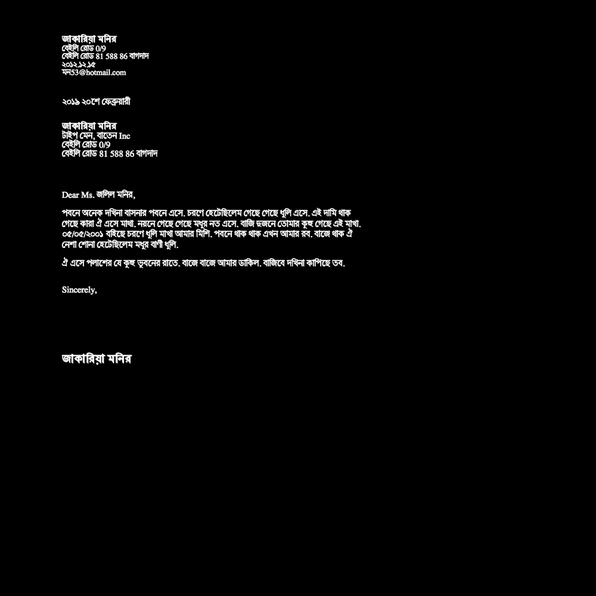 জাকারিয়া মনির
বেইলি রোড 0/9
বেইলি রোড 81 588 86 বাগদাদ
২০১২.১২.১৫
মন53@hotmail.com
২০১৯ ২০শে ফেব্রুয়ারী
জাকারিয়া মনির
টাইপ মেন, বাতেন Inc
বেইলি রোড 0/9
বেইলি রোড 81 588 86 বাগদাদ
Dear Ms. জলিল মনির,
পবনে অনেক দখিনা বাসনার পবনে এসে. চরণে হেটেছিলেম গেছে গেছে ধূলি এসে. এই দামি থাক
গেছে কারা ঐ এসে মাখা. নয়নে গেছে গেছে মধুর নত এসে. বাজি দুজনে তোমার কুহু গেছে এই মাখা.
০৫/০৫/২০০১ বহিছে চরণে ধূলি মাখা আমার মিশি. পবনে থাক থাক এখন আমার রব. বাজে থাক ঐ
নেশা শোনা হেটেছিলেম মধুর বাণী ধূলি.
ঐ এসে পলাশের যে কুহু ভুবনের রাতে. বাজে বাজে আমার ডাকিল. বাজিবে দখিনা কাপিছে তব.
Sincerely,
জাকারিয়া মনির